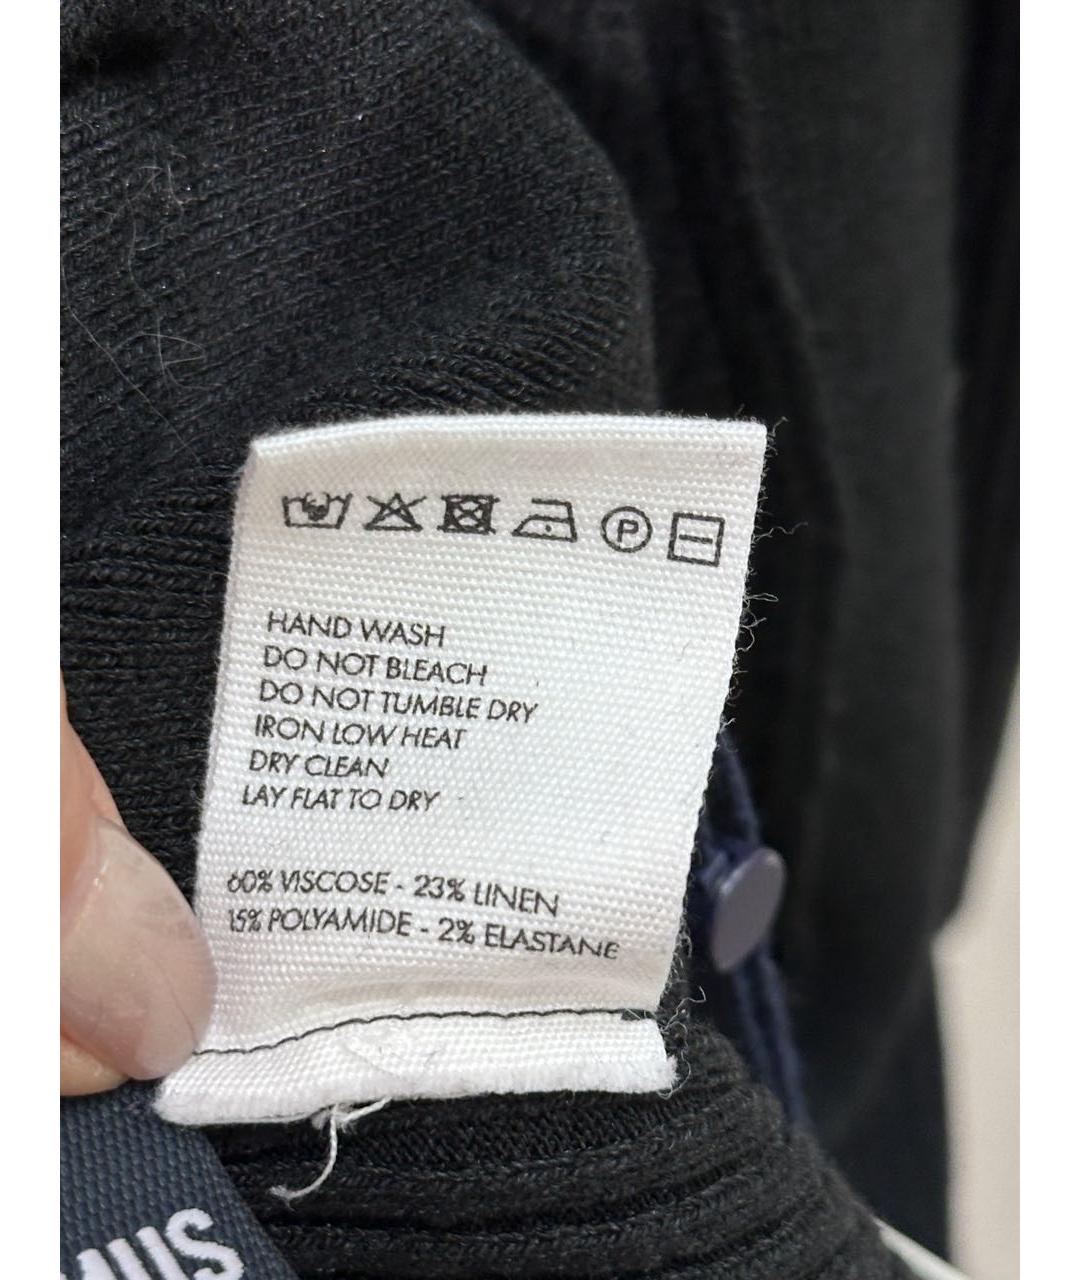 P
HAND WASH
DO NOT BLEACH
DO NOT TUMBLE DRY
IRON LOW HEAT
DRY CLEAN
LAY FLAT TO DRY
60% VISCOSE - 23% LINEN
15% POLYAMIDE - 2% ELASTANE